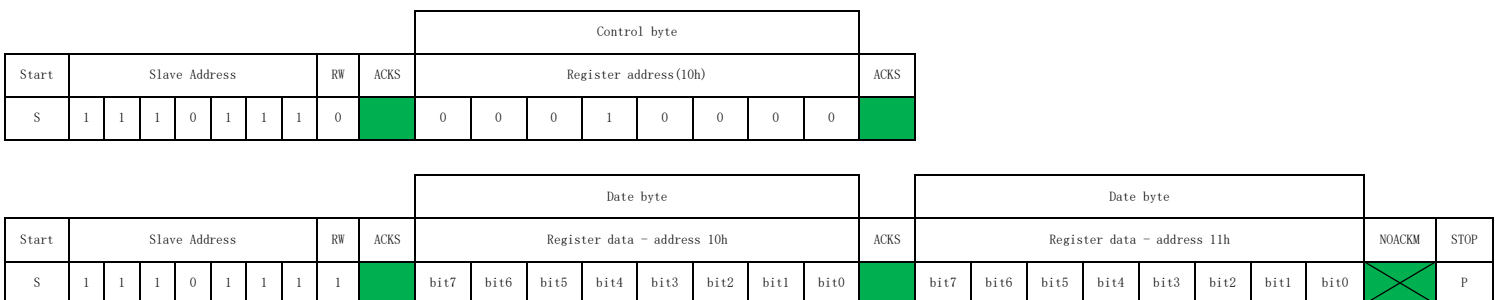 Control byte
Start Slave Address RW ACKS Register address(10h) ACKS
S 1 1 1 0 1 1 1 0 0 0 0 1 0 0 0 0
Date byte Date byte
Start Slave Address RW ACKS Register data - address 10h ACKS Register data - address 11h NOACKM STOP
S 1 1 1 0 1 1 1 1 bit7 bit6 bit5 bit4 bit3 bit2 bit1 bit0 bit7 bit6 bit5 bit4 bit3 bit2 bit1 bit0 P